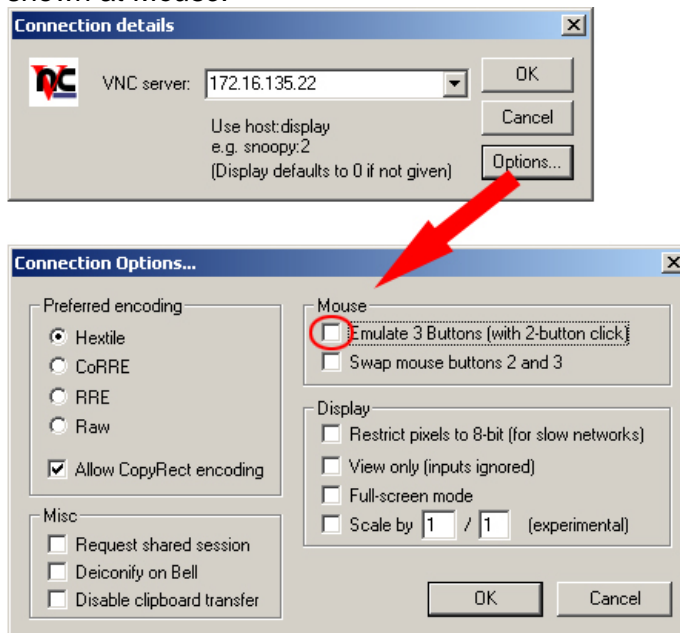 Connection details
VNC server:
172.16.135.22
OK
Cancel
Options...
Use host:display
e.g. snoopy:2
(Display defaults to 0 if not given)
Connection Options...
Preferred encoding
Hextile
CoRRE
RRE
Raw
Allow CopyRect encoding
Misc
Request shared session
Deiconify on Bell
Disable clipboard transfer
Mouse
Emulate 3 Buttons (with 2-button click)
Swap mouse buttons 2 and 3
Display
Restrict pixels to 8-bit (for slow networks)
View only (inputs ignored)
Full-screen mode
Scale by 1 / 1 (experimental)
OK
Cancel